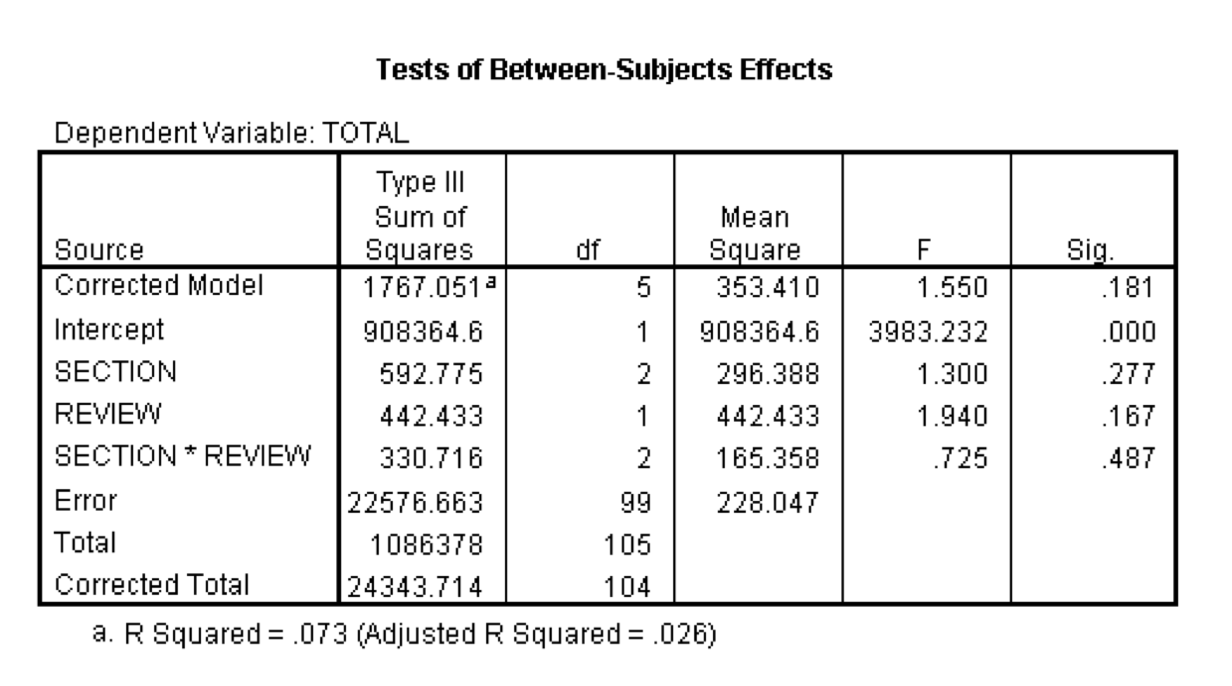 Tests of Between-Subjects Effects
Dependent Variable: TOTAL
Type III
Sum of Mean
Source Squares df Square F Sig.
Corrected Model 1767.051a 5 353.410 1.550 .181
Intercept 908364.6 1 908364.6 3983.232 .000
SECTION 592.775 2 296.388 1.300 .277
REVIEW 442.433 1 442.433 1.940 .167
SECTION * REVIEW 330.716 2 165.358 .725 .487
Error 22576.663 99 228.047
Total 1086378 105
Corrected Total 24343.714 104
a. R Squared = .073 (Adjusted R Squared = .026)